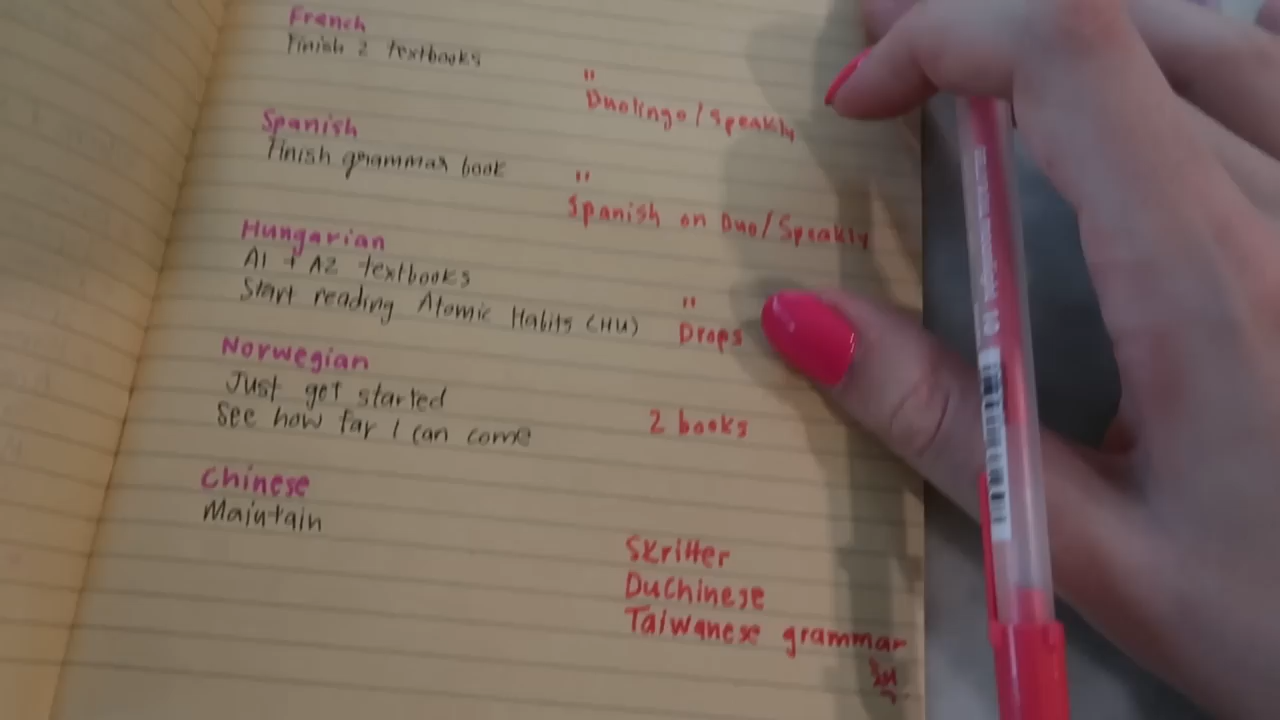 Franch
Finish 2 textbooks
"
Duolingo/Speakly
Spanish
Finish grammar book
"
Spanish on Duo/Speakly
Hungarian
A1 + A2 textbooks
Start reading Atomic Habits (HU)
"
Drops
Norwegian
Just got started
See how far I can come
2 books
Chinese
Maintain
Skritter
DuChinese
Taiwanese grammar